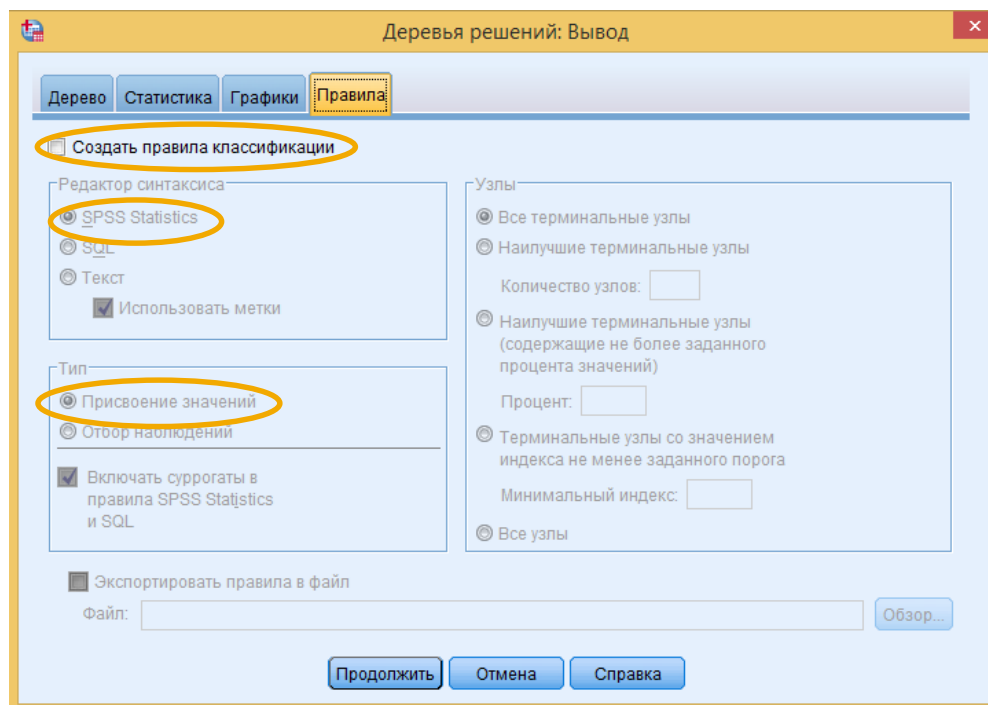 Деревья решений: Вывод
Дерево Статистика Графики Правила
Создать правила классификации
Редактор синтаксиса
SPSS Statistics
SQL
Текст
Использовать метки
Тип
Присвоение значений
Отбор наблюдений
Включать суррогаты в
правила SPSS Statistics
и SQL
Узлы
Все терминальные узлы
Наилучшие терминальные узлы
Количество узлов:
Наилучшие терминальные узлы
(содержащие не более заданного
процента значений)
Процент:
Терминальные узлы со значением
индекса не менее заданного порога
Минимальный индекс:
Все узлы
Экспортировать правила в файл
Файл:
Обзор...
Продолжить Отмена Справка